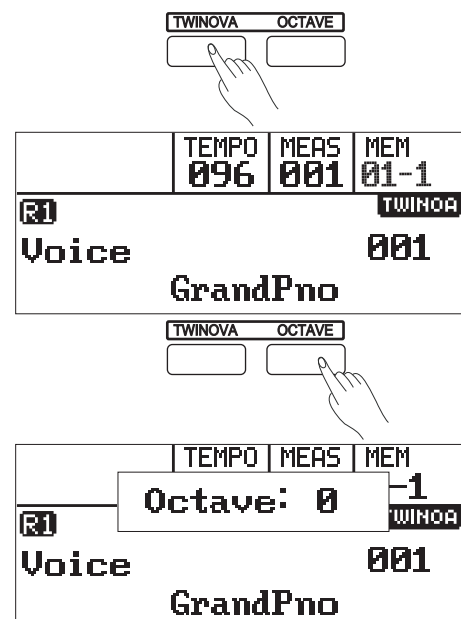 TWINOVA OCTAVE
TEMPO MEAS MEM
096 001 01-1
R1 TWINOA
Voice 001
GrandPno
TWINOVA OCTAVE
TEMPO MEAS MEM
Octave: 0 -1
R1 TWINOA
Voice 001
GrandPno